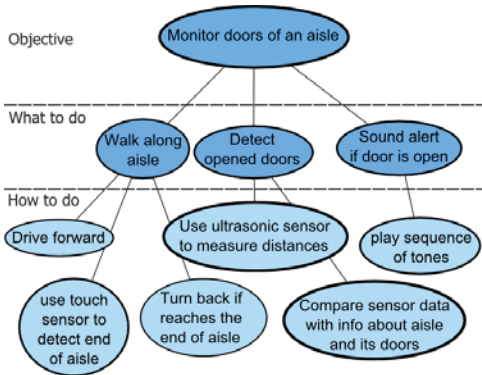 Objective
Monitor doors of an aisle
What to do
Walk along
aisle
Detect
opened doors
Sound alert
if door is open
How to do
Drive forward
Use ultrasonic sensor
to measure distances
play sequence
of tones
use touch
sensor to
detect end
of aisle
Turn back if
reaches the
end of aisle
Compare sensor data
with info about aisle
and its doors